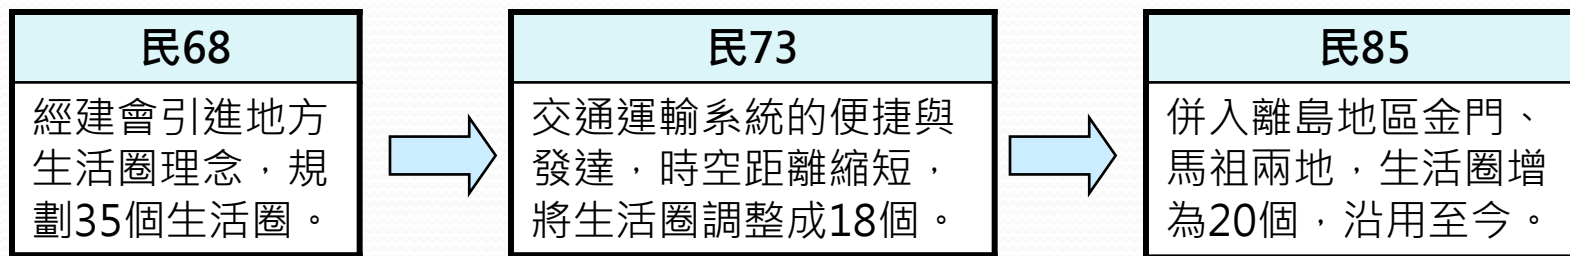 民68
經建會引進地方
生活圈理念，規
劃35個生活圈。
民73
交通運輸系統的便捷與
發達，時空距離縮短，
將生活圈調整成18個。
民85
併入離島地區金門、
馬祖兩地，生活圈增
為20個，沿用至今。